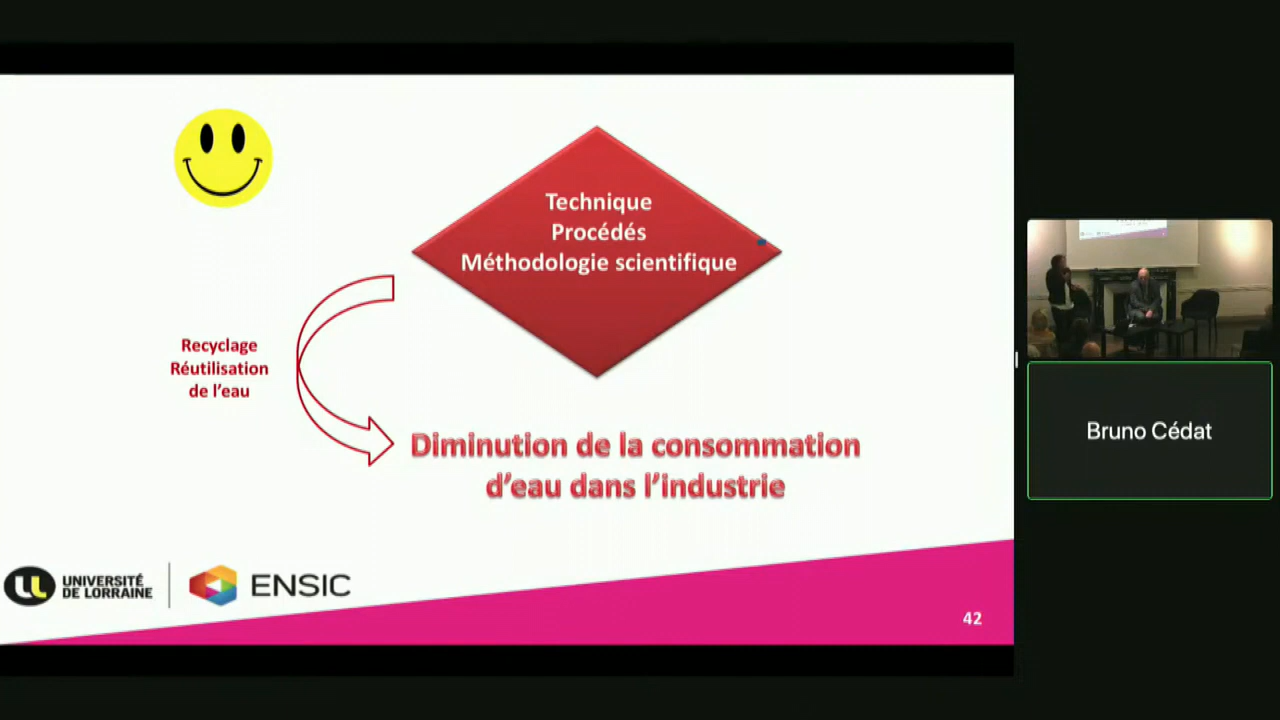 Technique
Procédés
Méthodologie scientifique
Recyclage
Réutilisation
de l'eau
Diminution de la consommation
d'eau dans l'industrie
UNIVERSITÉ
DE LORRAINE
ENSIC
42
Bruno Cédat